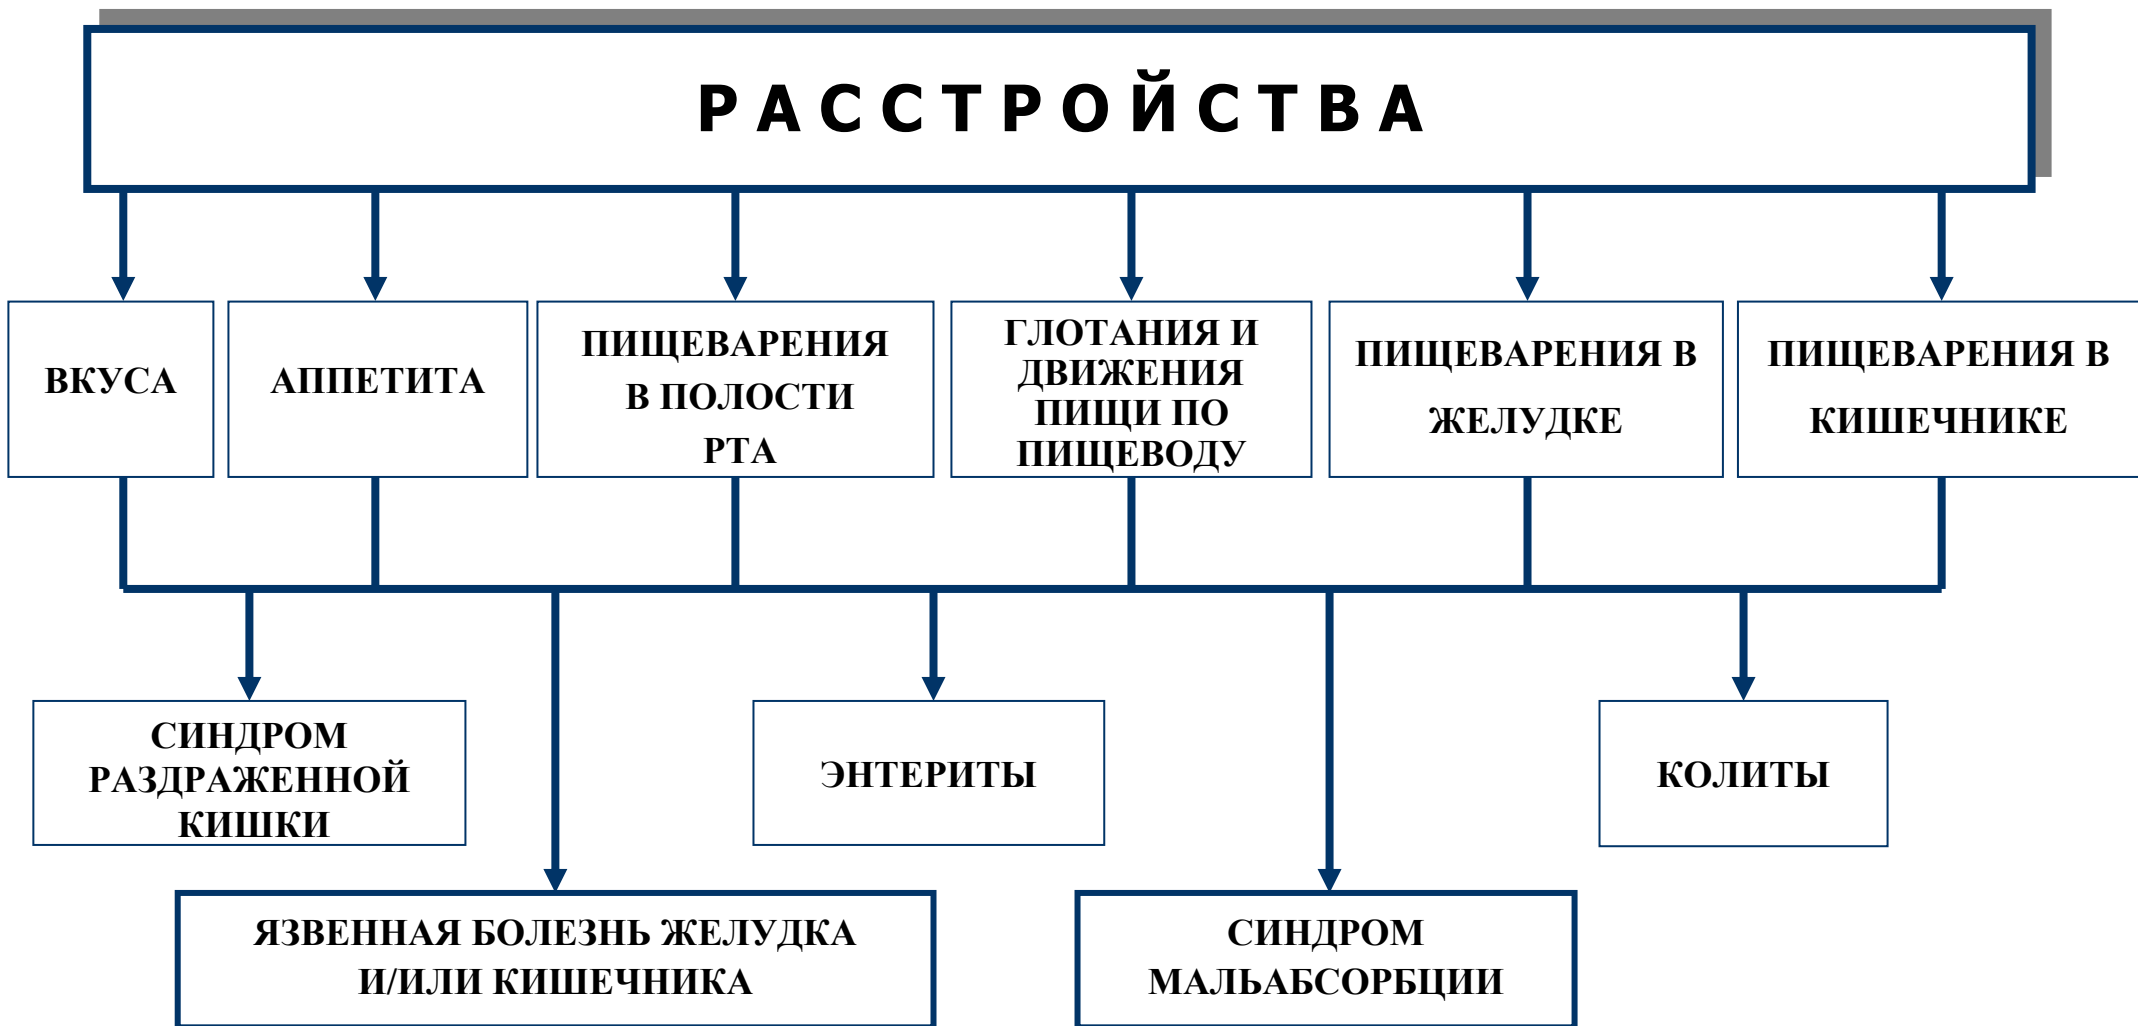 РАССТРОЙСТВА
ВКУСА
АППЕТИТА
ПИЩЕВАРЕНИЯ
В ПОЛОСТИ
РТА
ГЛОТАНИЯ И
ДВИЖЕНИЯ
ПИЩИ ПО
ПИЩЕВОДУ
ПИЩЕВАРЕНИЯ В
ЖЕЛУДКЕ
ПИЩЕВАРЕНИЯ В
КИШЕЧНИКЕ
СИНДРОМ
РАЗДРАЖЕННОЙ
КИШКИ
ЭНТЕРИТЫ
КОЛИТЫ
ЯЗВЕННАЯ БОЛЕЗНЬ ЖЕЛУДКА
И/ИЛИ КИШЕЧНИКА
СИНДРОМ
МАЛЬАБСОРБЦИИ